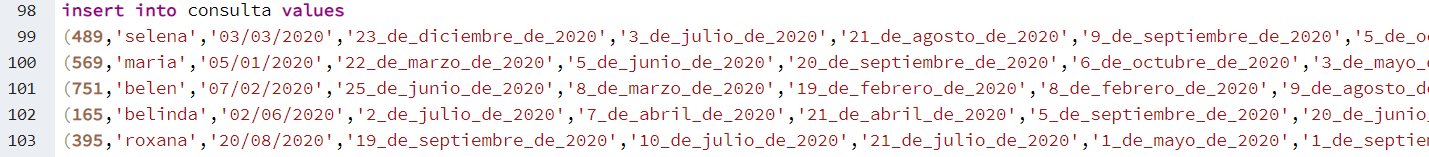 98 insert into consulta values
99 (489,'selena','03/03/2020','23_de_diciembre_de_2020','3_de_julio_de_2020','21_de_agosto_de_2020','9_de_septiembre_de_2020','5_de_o
100 (569,'maria','05/01/2020','22_de_marzo_de_2020','5_de_junio_de_2020','20_de_septiembre_de_2020','6_de_octubre_de_2020','3_de_mayo_
101 (751,'belen','07/02/2020','25_de_junio_de_2020','8_de_marzo_de_2020','19_de_febrero_de_2020','8_de_febrero_de_2020','9_de_agosto_d
102 (165,'belinda','02/06/2020','2_de_julio_de_2020','7_de_abril_de_2020','21_de_abril_de_2020','5_de_septiembre_de_2020','20_de_junio_
103 (395,'roxana','20/08/2020','19_de_septiembre_de_2020','10_de_julio_de_2020','21_de_julio_de_2020','1_de_mayo_de_2020','1_de_septie